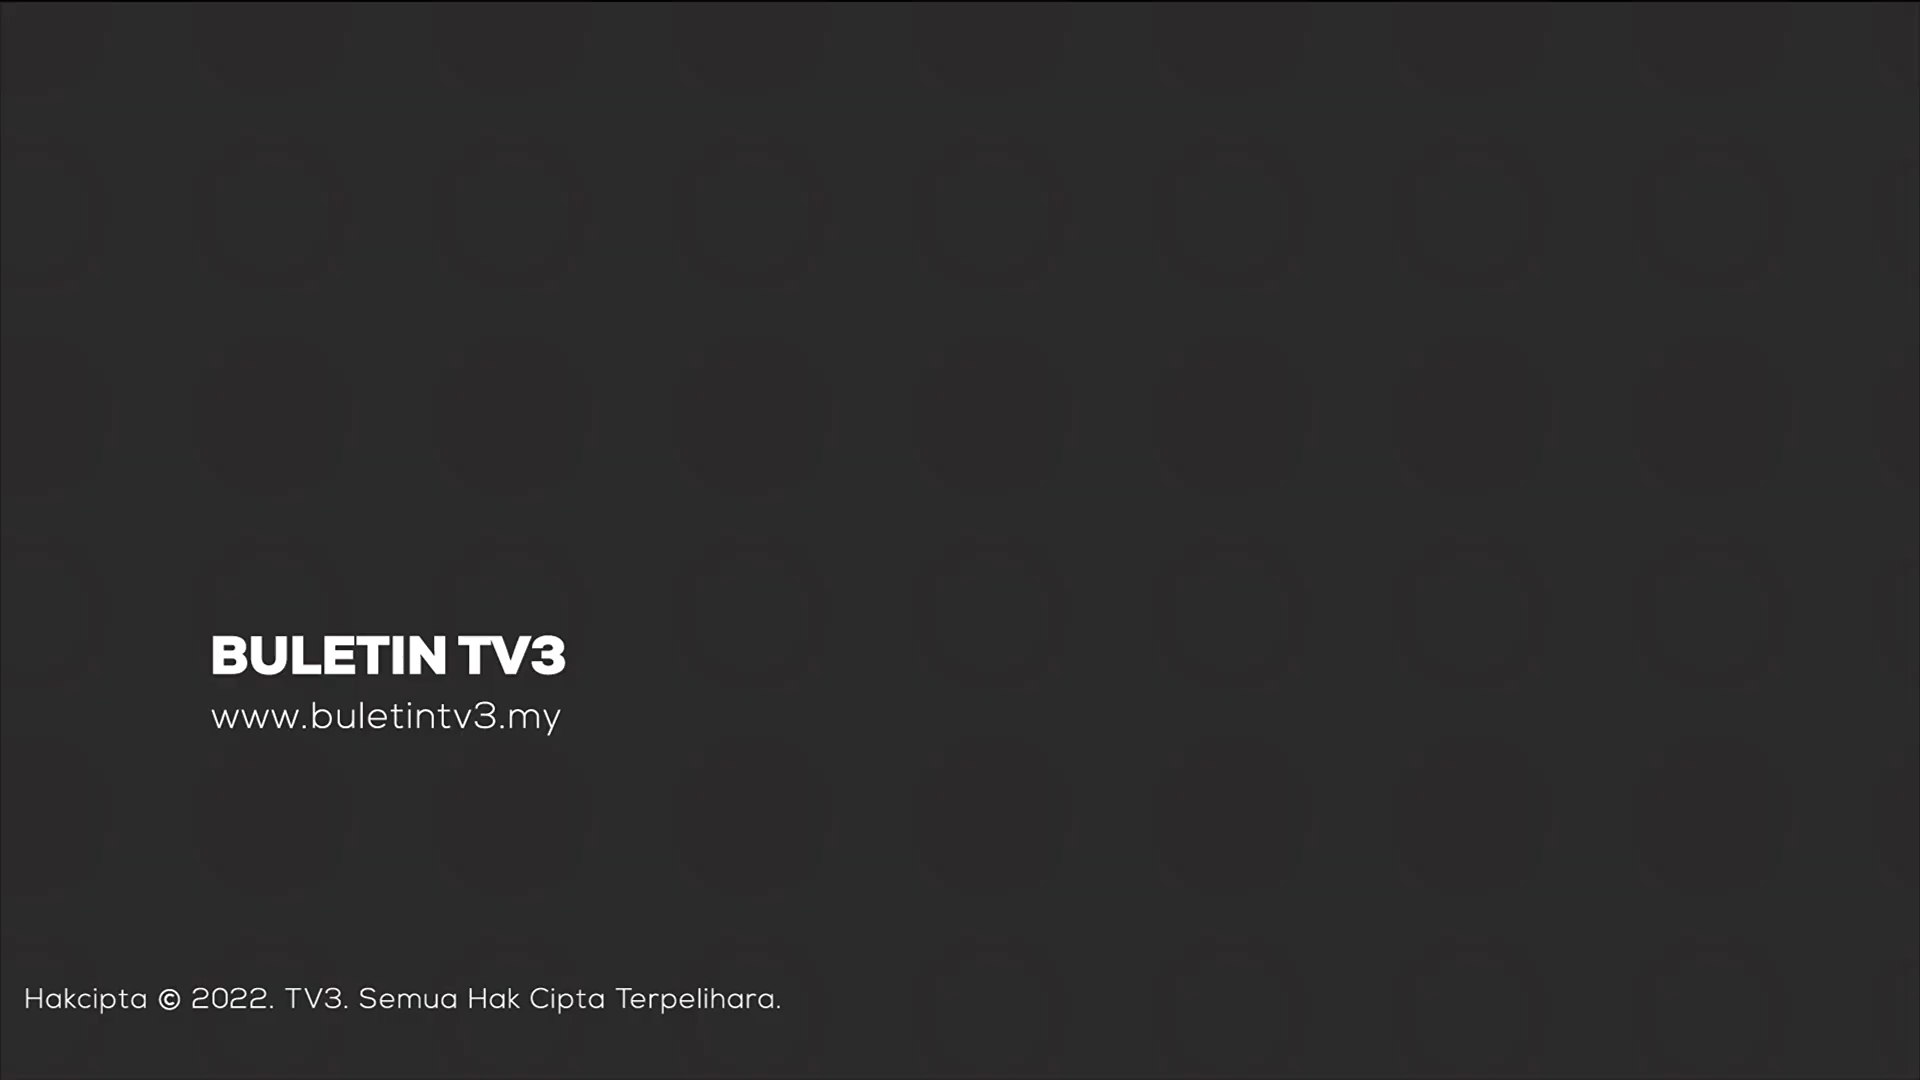 BULETIN TV3
www.buletintv3.my
Hakcipta © 2022. TV3. Semua Hak Cipta Terpelihara.